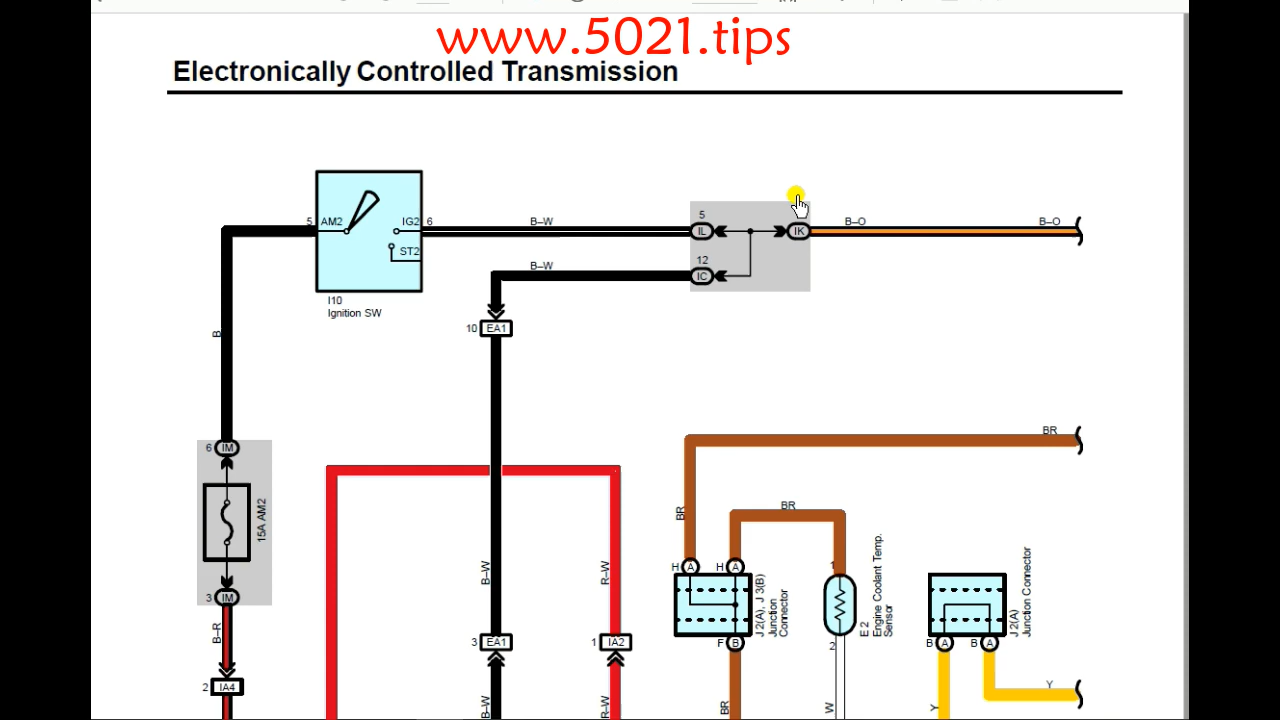 www.5021.tips
Electronically Controlled Transmission
5 AM2 IG2 6
ST2
I10
Ignition SW
B–W
5
IL
IK
B–O
B–O
12
IC
B–W
B
10 EA1
6 IM
15A AM2
3 IM
B–R
2 IA4
B–W
R–W
3 EA1
1 IA2
B–W
R–W
BR
BR
BR
H A
H A
J 2(A), J 3(B)
Junction
Connector
F B
BR
1
E 2
Engine Coolant Temp.
Sensor
2
W
J 2(A)
Junction Connector
B A
B A
Y
Y